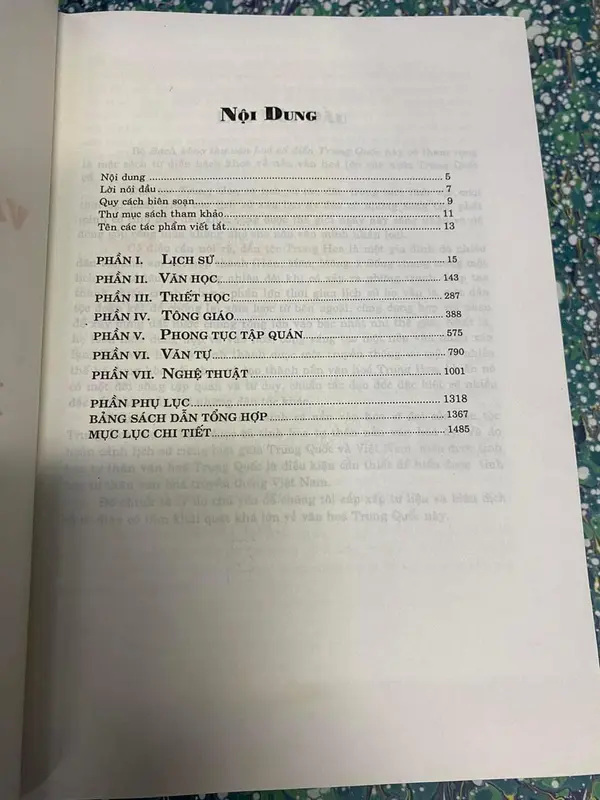 Nội Dung
Nội dung ........ 5
Lời nói đầu ........ 7
Quy cách biên soạn ........ 9
Thư mục sách tham khảo ........ 11
Tên các tác phẩm viết tắt ........ 13
PHẦN I. LỊCH SỬ ........ 15
PHẦN II. VĂN HỌC ........ 143
PHẦN III. TRIẾT HỌC ........ 287
PHẦN IV. TÔNG GIÁO ........ 388
PHẦN V. PHONG TỤC TẬP QUÁN ........ 575
PHẦN VI. VĂN TỰ ........ 790
PHẦN VII. NGHỆ THUẬT ........ 1001
PHẦN PHỤ LỤC ........ 1318
BẢNG SÁCH DẪN TỔNG HỢP ........ 1367
MỤC LỤC CHI TIẾT ........ 1485